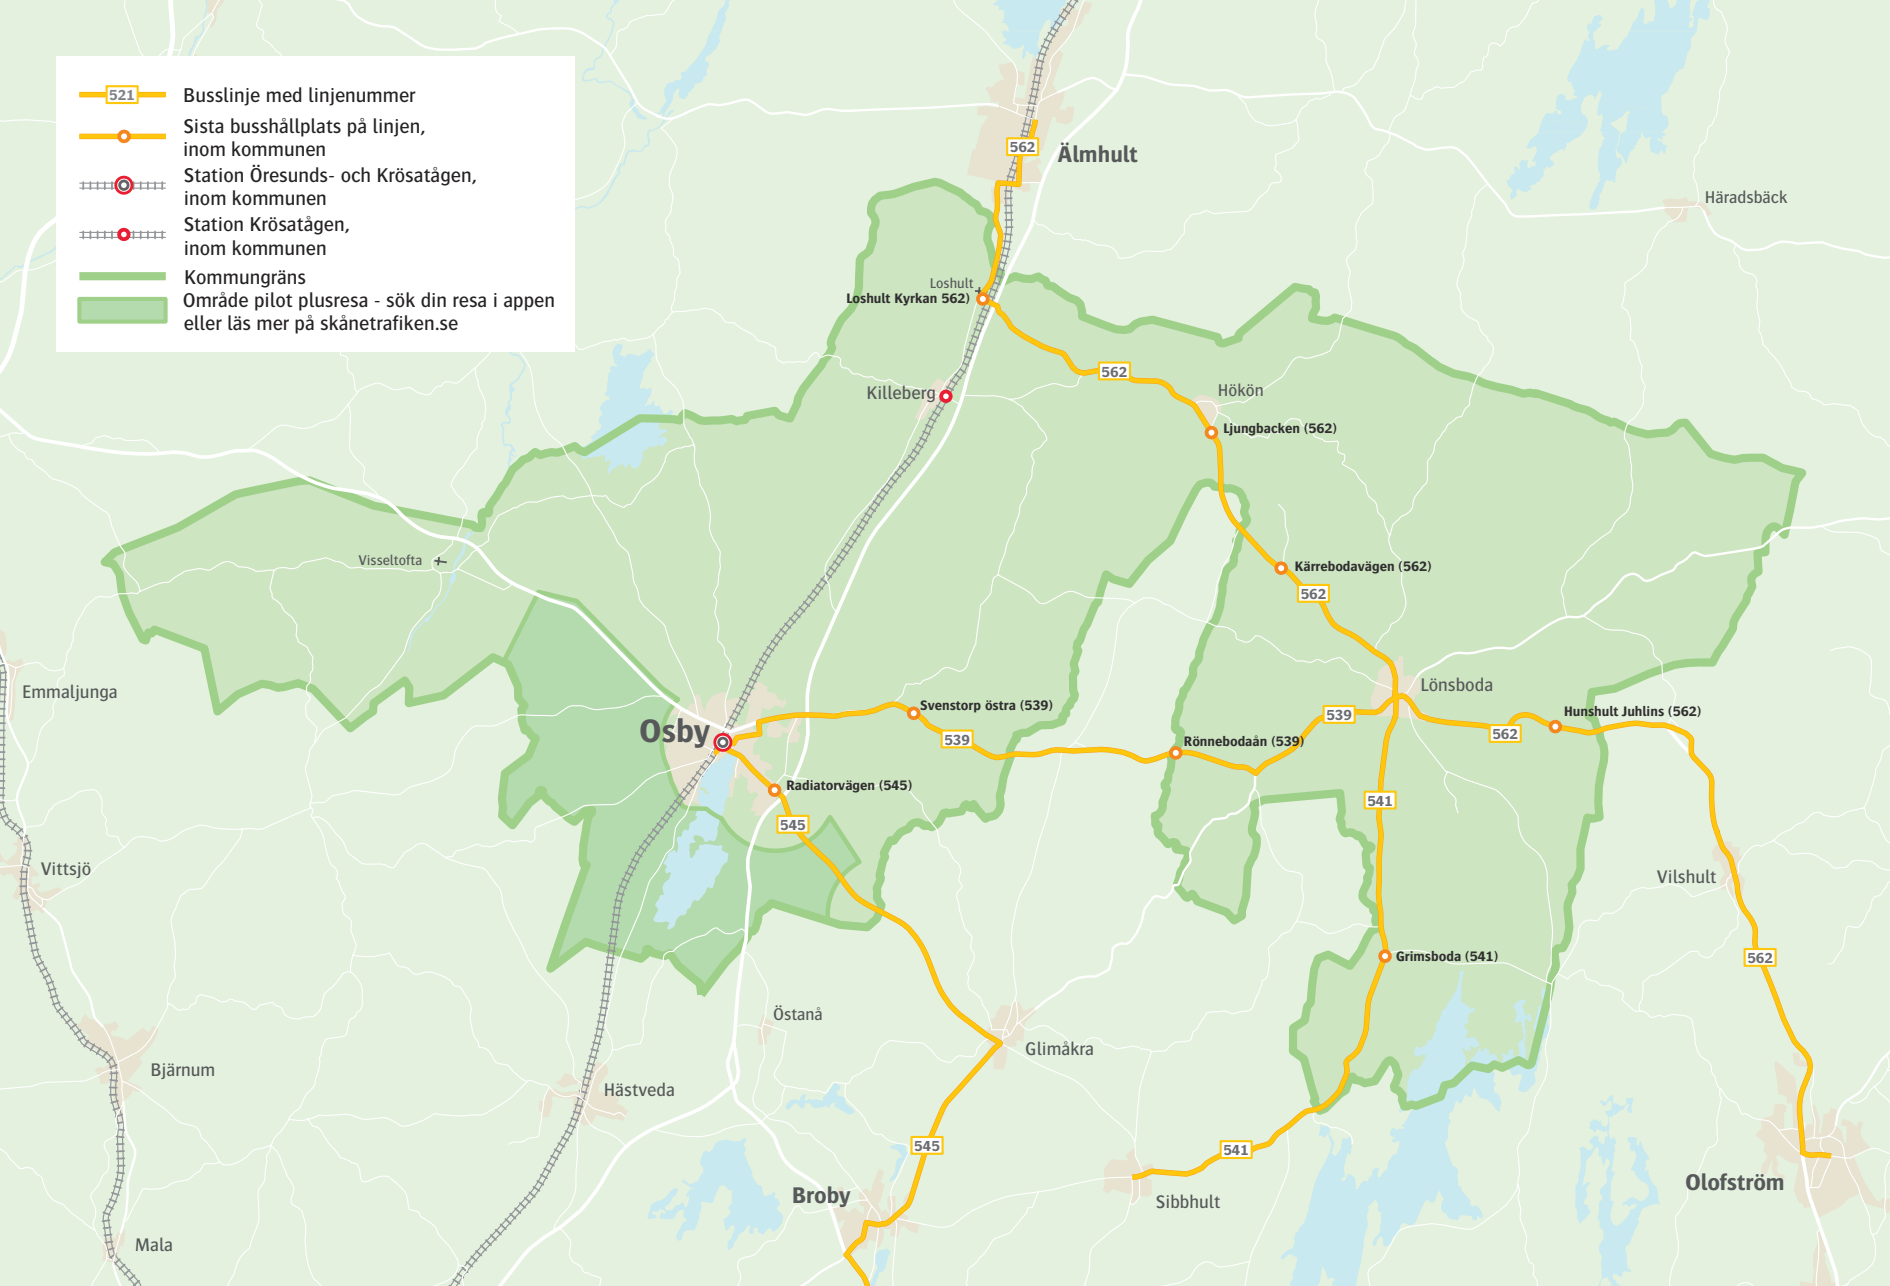 521
Busslinje med linjenummer
Sista busshållplats på linjen,
inom kommunen
Station Öresunds- och Krösatågen,
inom kommunen
Station Krösatågen,
inom kommunen
Kommungräns
Område pilot plusresa - sök din resa i appen
eller läs mer på skånetrafiken.se
562
Älmhult
Häradsbäck
Loshult
Loshult Kyrkan 562)
562
Killeberg
Hökön
Ljungbacken (562)
Visseltofta
Kärrebodavägen (562)
562
Emmaljunga
Lönsboda
Svenstorp östra (539)
Hunshult Juhlins (562)
539
Osby
539
Rönnebodaån (539)
562
Radiatorvägen (545)
541
545
Vittsjö
Vilshult
Grimsboda (541)
562
Östanå
Glimåkra
Bjärnum
Hästveda
545
541
Olofström
Broby
Sibbhult
Mala